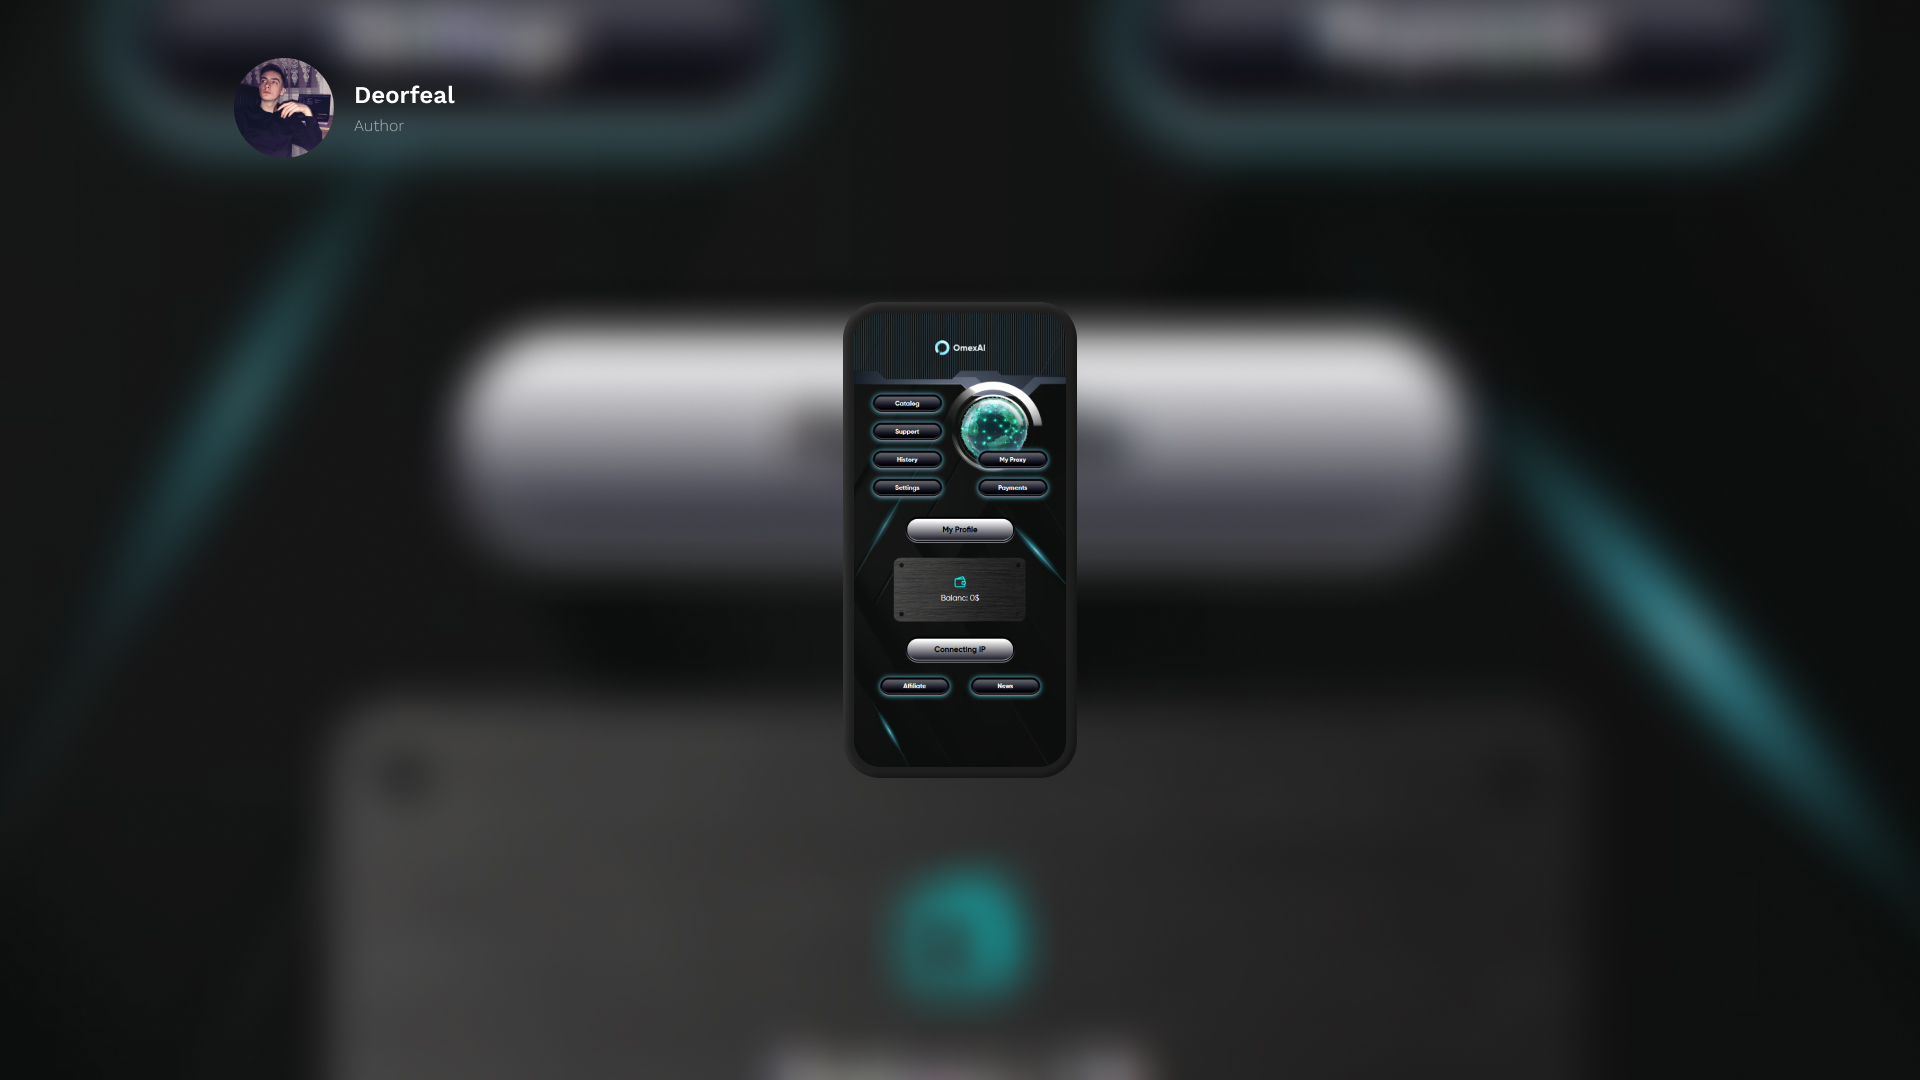 Deorfeal
Author
OmexAI
Catalog
Support
History
My Proxy
Settings
Payments
My Profile
Balanc: 0$
Connecting IP
Affiliate
News